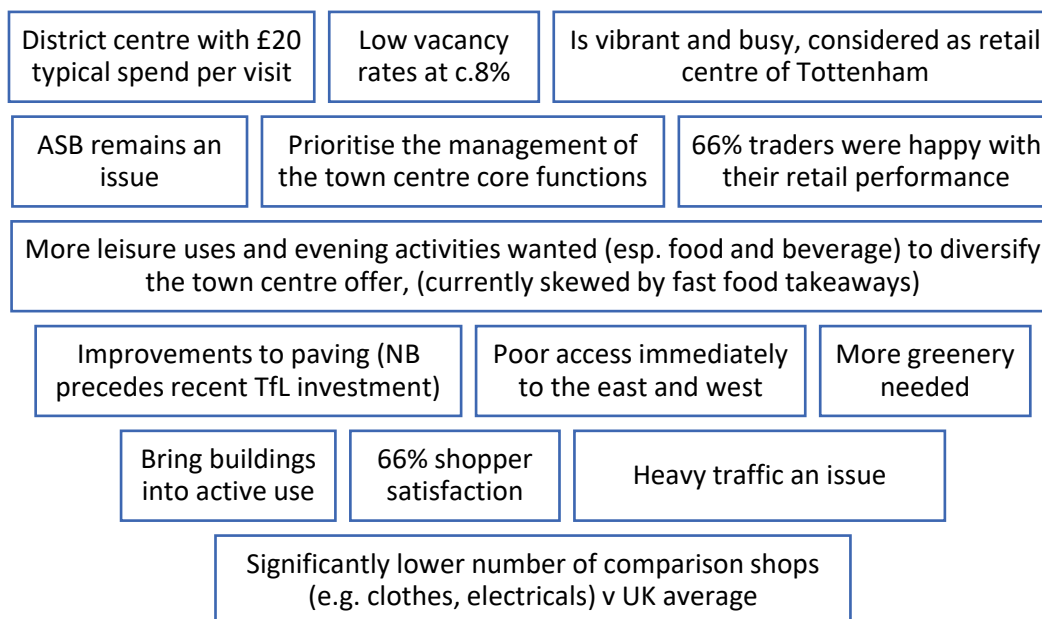 District centre with £20
typical spend per visit
Low vacancy
rates at c.8%
Is vibrant and busy, considered as retail
centre of Tottenham
ASB remains an
issue
Prioritise the management of
the town centre core functions
66% traders were happy with
their retail performance
More leisure uses and evening activities wanted (esp. food and beverage) to diversify
the town centre offer, (currently skewed by fast food takeaways)
Improvements to paving (NB
precedes recent TfL investment)
Poor access immediately
to the east and west
More greenery
needed
Bring buildings
into active use
66% shopper
satisfaction
Heavy traffic an issue
Significantly lower number of comparison shops
(e.g. clothes, electricals) v UK average